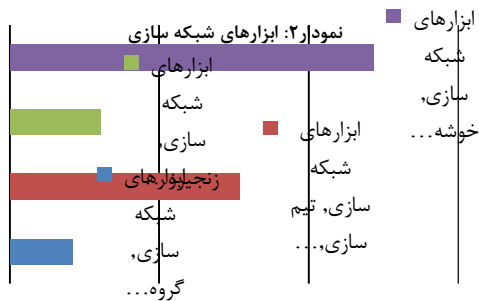 نمودار۲: ابزارهای شبکه سازی
ابزارهای
شبکه
سازی,
خوشه...
ابزارهای
شبکه
سازی,
ابزارهای
شبکه
سازی, تیم
سازی,...
ابزارهای
شبکه
سازی,
گروه...